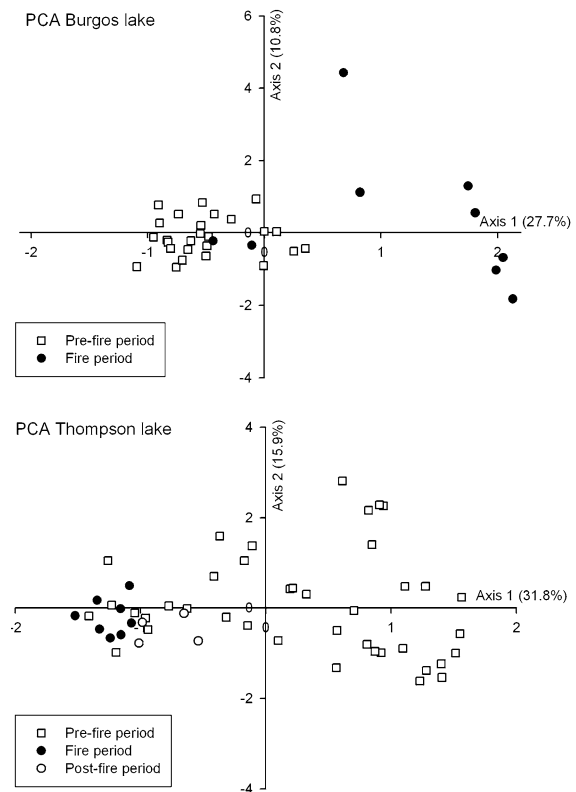 PCA Burgos lake
6
Axis 2 (10.8%)
4
2
Axis 1 (27.7%)
0
-2
-1
0
1
2
-2
-4
Pre-fire period
Fire period
PCA Thompson lake
4
Axis 2 (15.9%)
2
Axis 1 (31.8%)
0
-2
-1
0
1
2
-2
-4
Pre-fire period
Fire period
Post-fire period